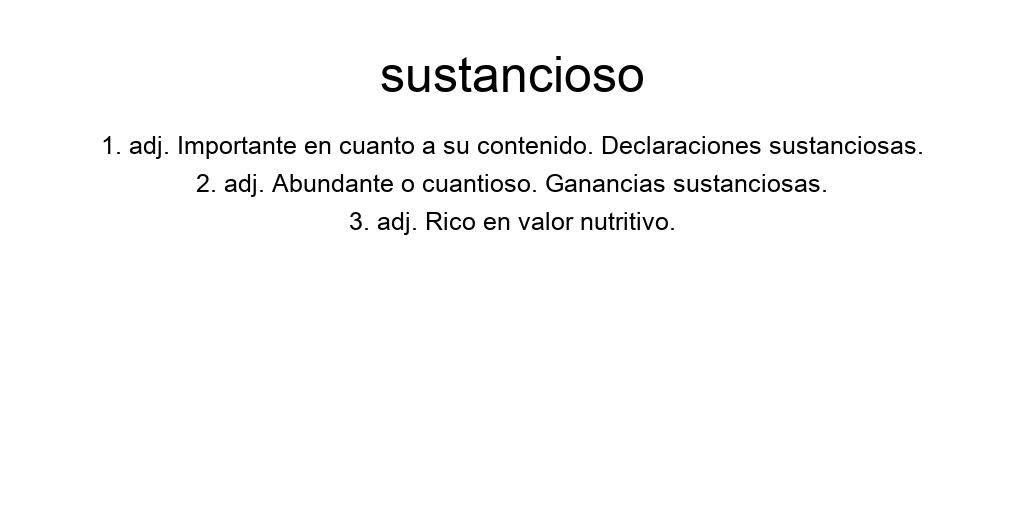 sustancioso
1. adj. Importante en cuanto a su contenido. Declaraciones sustanciosas.
2. adj. Abundante o cuantioso. Ganancias sustanciosas.
3. adj. Rico en valor nutritivo.